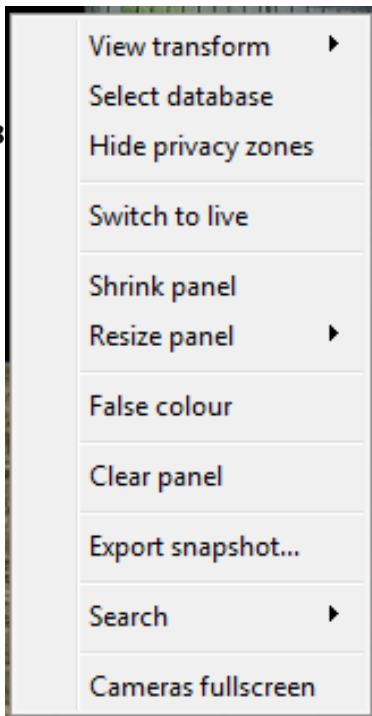 View transform
Select database
Hide privacy zones
Switch to live
Shrink panel
Resize panel
False colour
Clear panel
Export snapshot...
Search
Cameras fullscreen